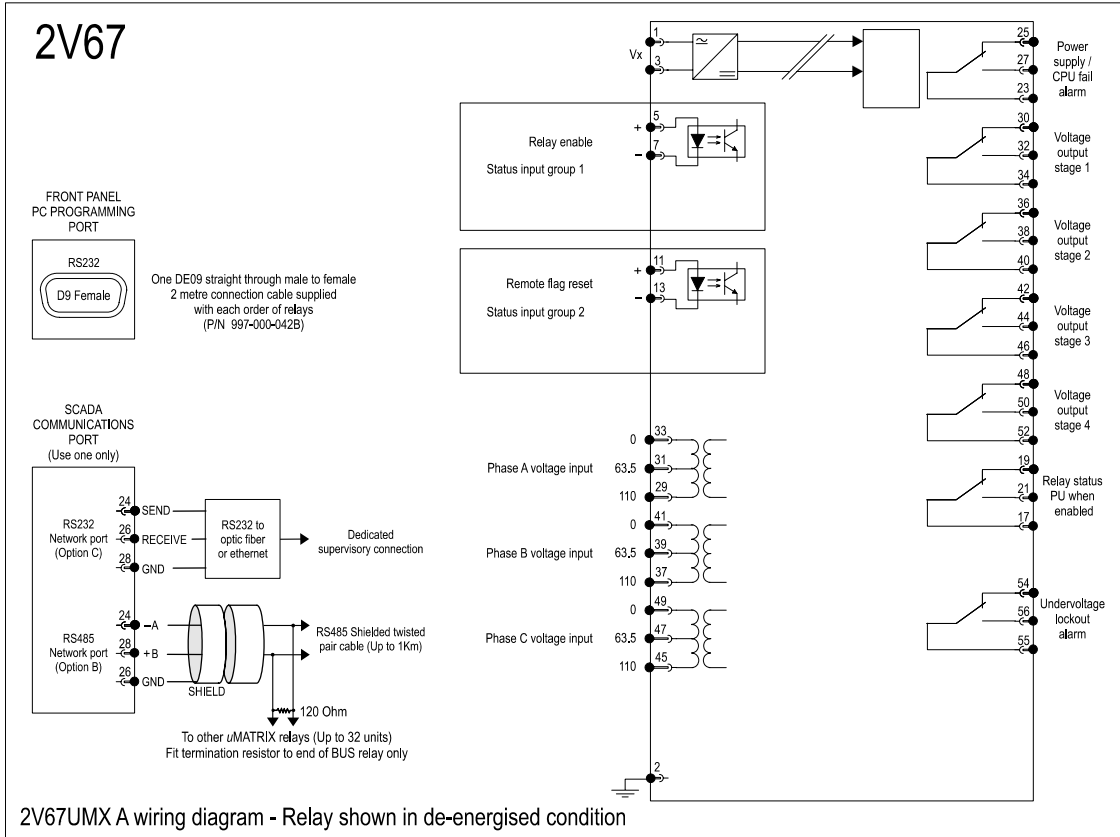 2V67
FRONT PANEL
PC PROGRAMMING
PORT
RS232
D9 Female
One DE09 straight through male to female
2 metre connection cable supplied
with each order of relays
(P/N 997-000-042B)
SCADA
COMMUNICATIONS
PORT
(Use one only)
RS232
Network port
(Option C)
24 SEND
26 RECEIVE
28 GND
RS232 to
optic fiber
or ethernet
Dedicated
supervisory connection
RS485
Network port
(Option B)
24 –A
28 +B
26 GND
SHIELD
RS485 Shielded twisted
pair cable (Up to 1Km)
120 Ohm
To other uMATRIX relays (Up to 32 units)
Fit termination resistor to end of BUS relay only
Vx
1
3
Relay enable
Status input group 1
+ 5
– 7
Remote flag reset
Status input group 2
+ 11
– 13
Phase A voltage input
0 33
63.5 31
110 29
Phase B voltage input
0 41
63.5 39
110 37
Phase C voltage input
0 49
63.5 47
110 45
2
25
27
23
Power
supply /
CPU fail
alarm
30
32
34
Voltage
output
stage 1
36
38
40
Voltage
output
stage 2
42
44
46
Voltage
output
stage 3
48
50
52
Voltage
output
stage 4
19
21
17
Relay status
PU when
enabled
54
56
55
Undervoltage
lockout
alarm
2V67UMX A wiring diagram - Relay shown in de-energised condition